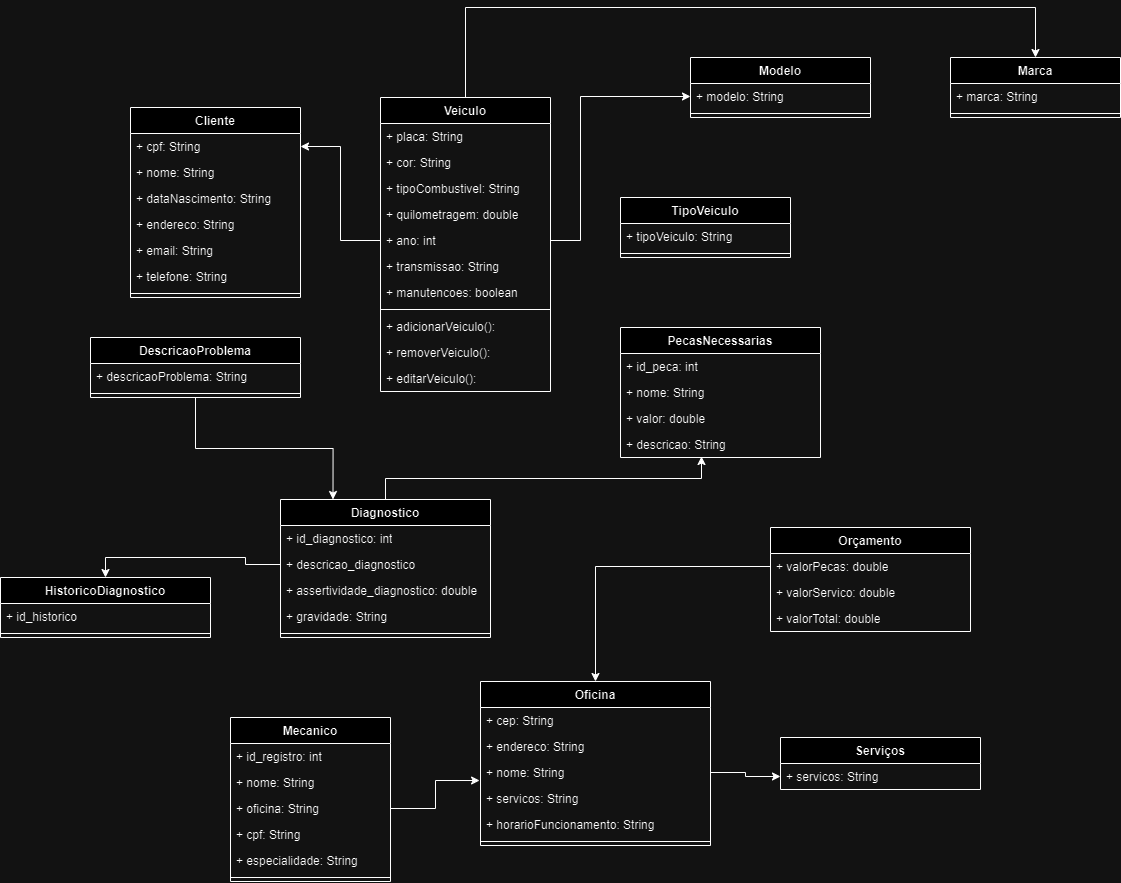 Modelo
+ modelo: String
Marca
+ marca: String
Cliente
+ cpf: String
+ nome: String
+ dataNascimento: String
+ endereco: String
+ email: String
+ telefone: String
Veiculo
+ placa: String
+ cor: String
+ tipoCombustivel: String
+ quilometragem: double
+ ano: int
+ transmissao: String
+ manutencoes: boolean
+ adicionarVeiculo():
+ removerVeiculo():
+ editarVeiculo():
TipoVeiculo
+ tipoVeiculo: String
DescricaoProblema
+ descricaoProblema: String
PecasNecessarias
+ id_peca: int
+ nome: String
+ valor: double
+ descricao: String
Diagnostico
+ id_diagnostico: int
+ descricao_diagnostico
+ assertividade_diagnostico: double
+ gravidade: String
HistoricoDiagnostico
+ id_historico
Orçamento
+ valorPecas: double
+ valorServico: double
+ valorTotal: double
Oficina
+ cep: String
+ endereco: String
+ nome: String
+ servicos: String
+ horarioFuncionamento: String
Mecanico
+ id_registro: int
+ nome: String
+ oficina: String
+ cpf: String
+ especialidade: String
Serviços
+ servicos: String